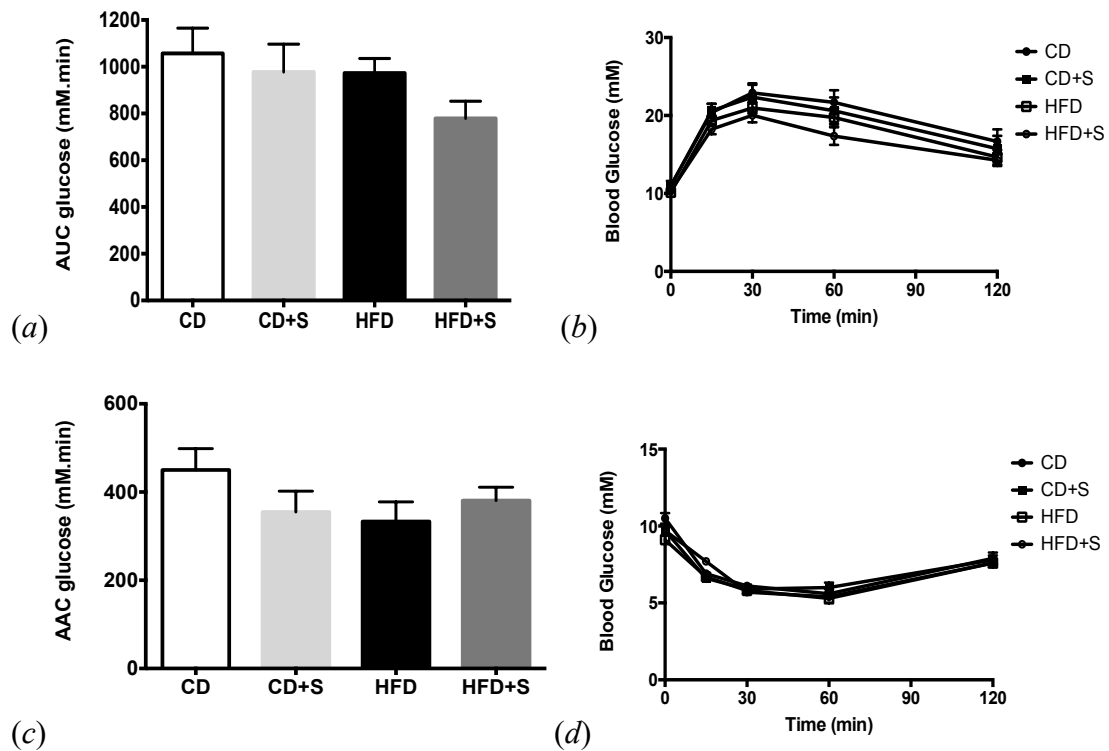 AUC glucose (mM.min)
1200
1000
800
600
400
200
0
CD CD+S HFD HFD+S
(a)
Blood Glucose (mM)
30
20
10
0
0 30 60 90 120
Time (min)
CD
CD+S
HFD
HFD+S
(b)
AAC glucose (mM.min)
600
400
200
0
CD CD+S HFD HFD+S
(c)
Blood Glucose (mM)
15
10
5
0
0 30 60 90 120
Time (min)
CD
CD+S
HFD
HFD+S
(d)